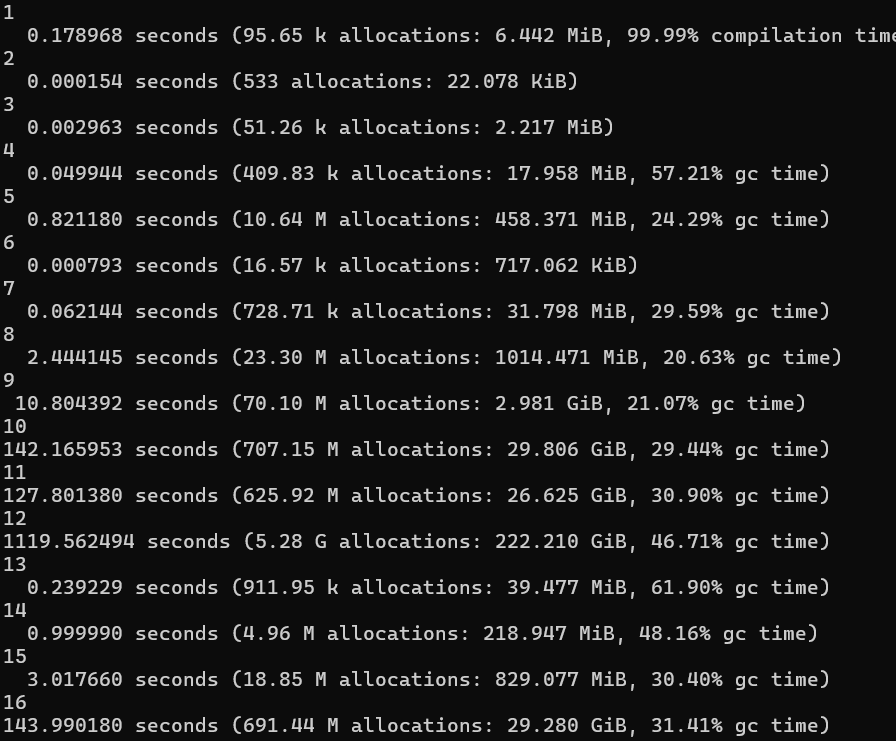 1
0.178968 seconds (95.65 k allocations: 6.442 MiB, 99.99% compilation time
2
0.000154 seconds (533 allocations: 22.078 KiB)
3
0.002963 seconds (51.26 k allocations: 2.217 MiB)
4
0.049944 seconds (409.83 k allocations: 17.958 MiB, 57.21% gc time)
5
0.821180 seconds (10.64 M allocations: 458.371 MiB, 24.29% gc time)
6
0.000793 seconds (16.57 k allocations: 717.062 KiB)
7
0.062144 seconds (728.71 k allocations: 31.798 MiB, 29.59% gc time)
8
2.444145 seconds (23.30 M allocations: 1014.471 MiB, 20.63% gc time)
9
10.804392 seconds (70.10 M allocations: 2.981 GiB, 21.07% gc time)
10
142.165953 seconds (707.15 M allocations: 29.806 GiB, 29.44% gc time)
11
127.801380 seconds (625.92 M allocations: 26.625 GiB, 30.90% gc time)
12
1119.562494 seconds (5.28 G allocations: 222.210 GiB, 46.71% gc time)
13
0.239229 seconds (911.95 k allocations: 39.477 MiB, 61.90% gc time)
14
0.999990 seconds (4.96 M allocations: 218.947 MiB, 48.16% gc time)
15
3.017660 seconds (18.85 M allocations: 829.077 MiB, 30.40% gc time)
16
143.990180 seconds (691.44 M allocations: 29.280 GiB, 31.41% gc time)